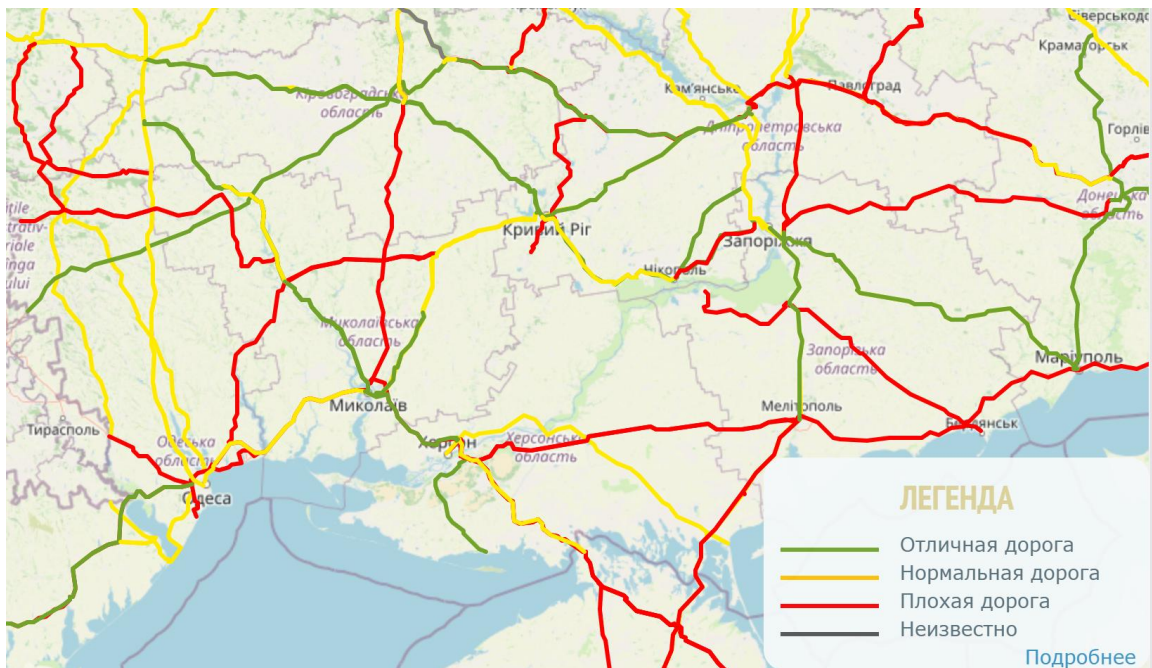 Сіверськодо
Краматорськ
Кам'янське
Павлоград
Кіровоградська
область
Дніпропетровська
область
Горлів
Донецька
область
Кривий Ріг
Запоріжжя
Нікополь
Миколаївська
область
Запорізька
область
Маріуполь
Миколаїв
Мелітополь
Бердянськ
Тирасполь
Одеська
область
Херсон
Херсонська
область
Одеса
ЛЕГЕНДА
Отличная дорога
Нормальная дорога
Плохая дорога
Неизвестно
Подробнее